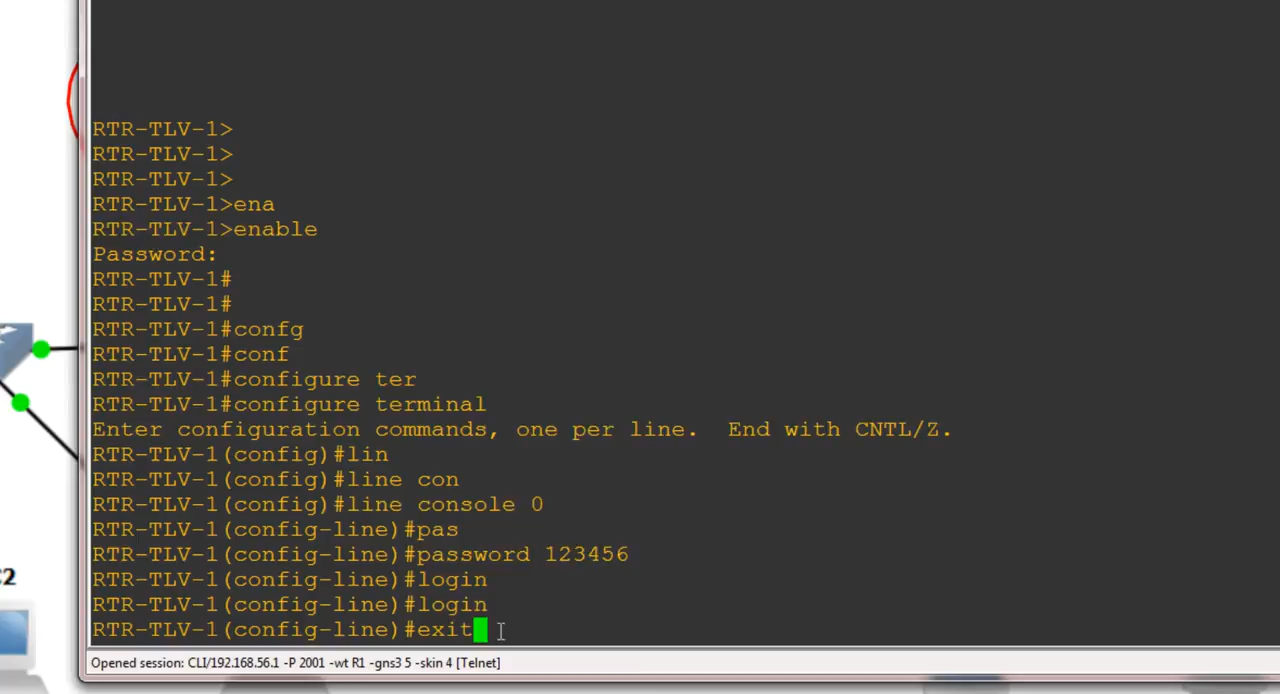 RTR-TLV-1>
RTR-TLV-1>
RTR-TLV-1>
RTR-TLV-1>ena
RTR-TLV-1>enable
Password:
RTR-TLV-1#
RTR-TLV-1#
RTR-TLV-1#confg
RTR-TLV-1#conf
RTR-TLV-1#configure ter
RTR-TLV-1#configure terminal
Enter configuration commands, one per line.  End with CNTL/Z.
RTR-TLV-1(config)#lin
RTR-TLV-1(config)#line con
RTR-TLV-1(config)#line console 0
RTR-TLV-1(config-line)#pas
RTR-TLV-1(config-line)#password 123456
RTR-TLV-1(config-line)#login
RTR-TLV-1(config-line)#login
RTR-TLV-1(config-line)#exit
Opened session: CLI/192.168.56.1 -P 2001 -wt R1 -gns3 5 -skin 4 [Telnet]